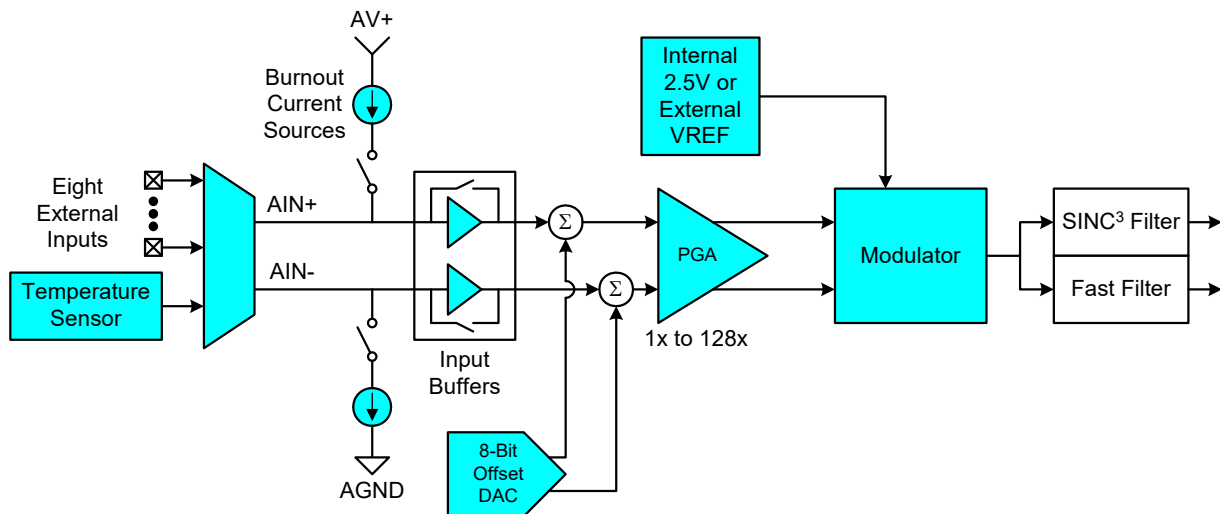 AV+
Burnout
Current
Sources
Internal
2.5V or
External
VREF
Eight
External
Inputs
AIN+
AIN-
Temperature
Sensor
Σ
Σ
PGA
1x to 128x
Modulator
SINC³ Filter
Fast Filter
Input
Buffers
8-Bit
Offset
DAC
AGND